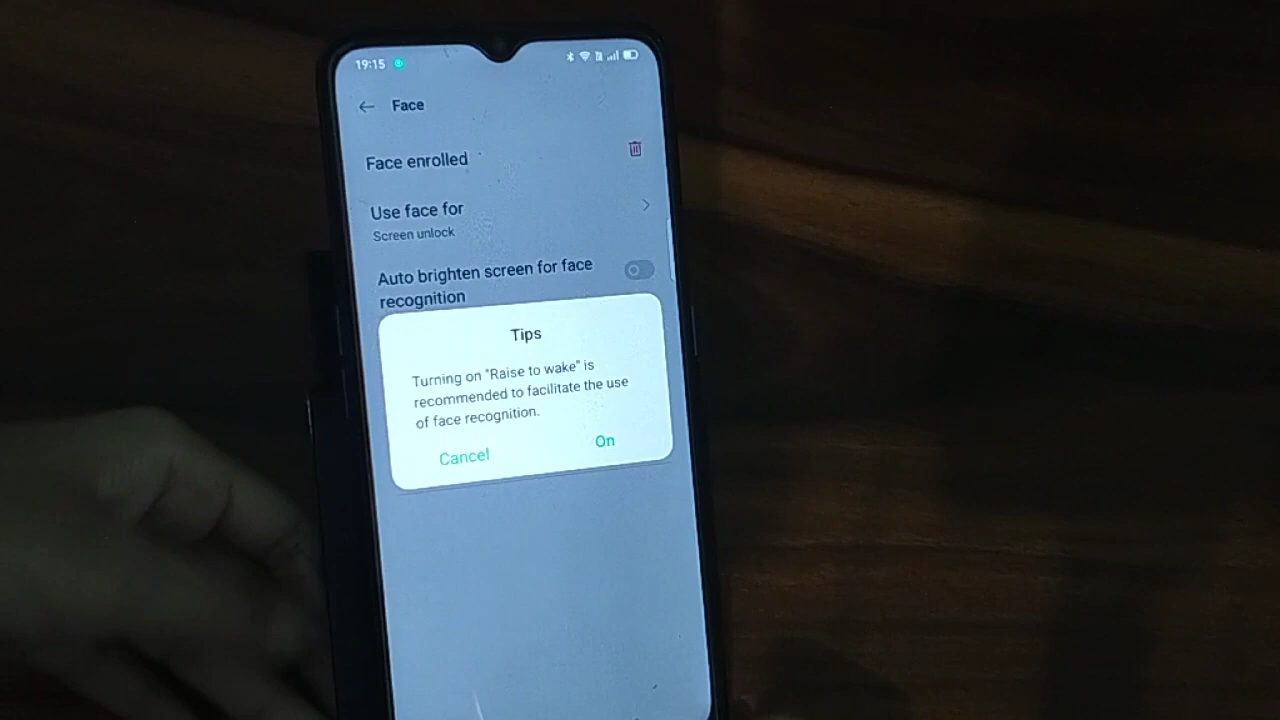 19:15
Face
Face enrolled
Use face for
Screen unlock
Auto brighten screen for face
recognition
Tips
Turning on "Raise to wake" is
recommended to facilitate the use
of face recognition.
Cancel On